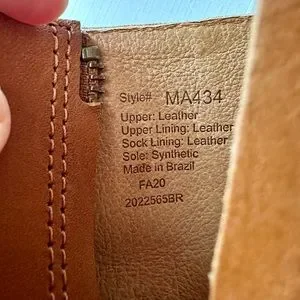 Style# MA434
Upper: Leather
Upper Lining: Leather
Sock Lining: Leather
Sole: Synthetic
Made in Brazil
FA20
2022565BR